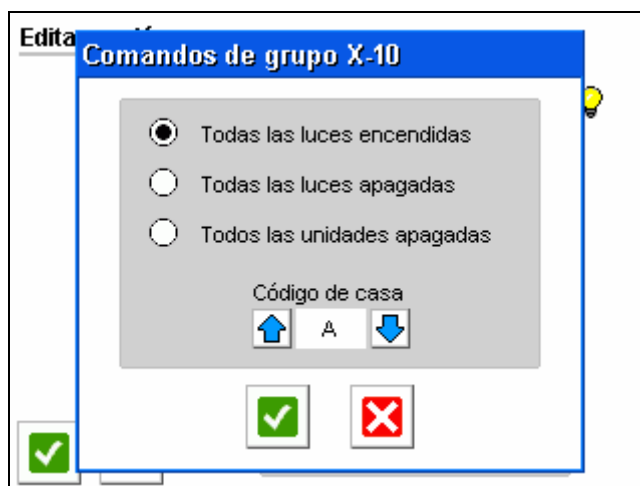 Edita
Comandos de grupo X-10
Todas las luces encendidas
Todas las luces apagadas
Todos las unidades apagadas
Código de casa
A